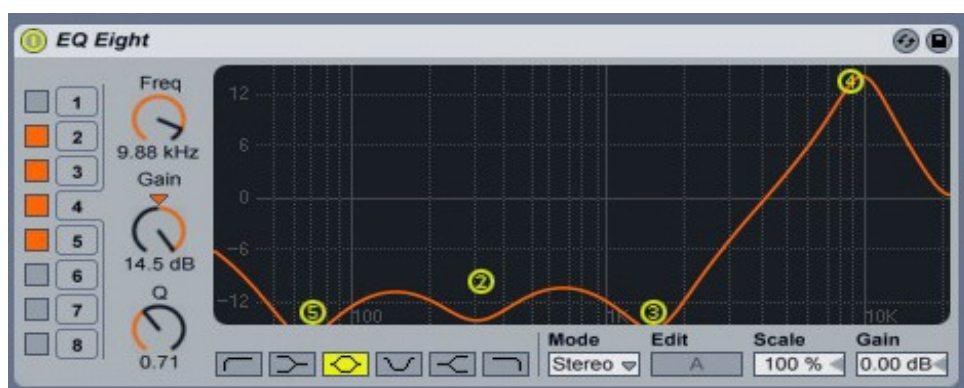 EQ Eight
1
2
3
4
5
6
7
8
Freq
9.88 kHz
Gain
14.5 dB
Q
0.71
12
6
0
-6
-12
100
1K
10K
5
2
3
4
Mode
Stereo
Edit
A
Scale
100 %
Gain
0.00 dB